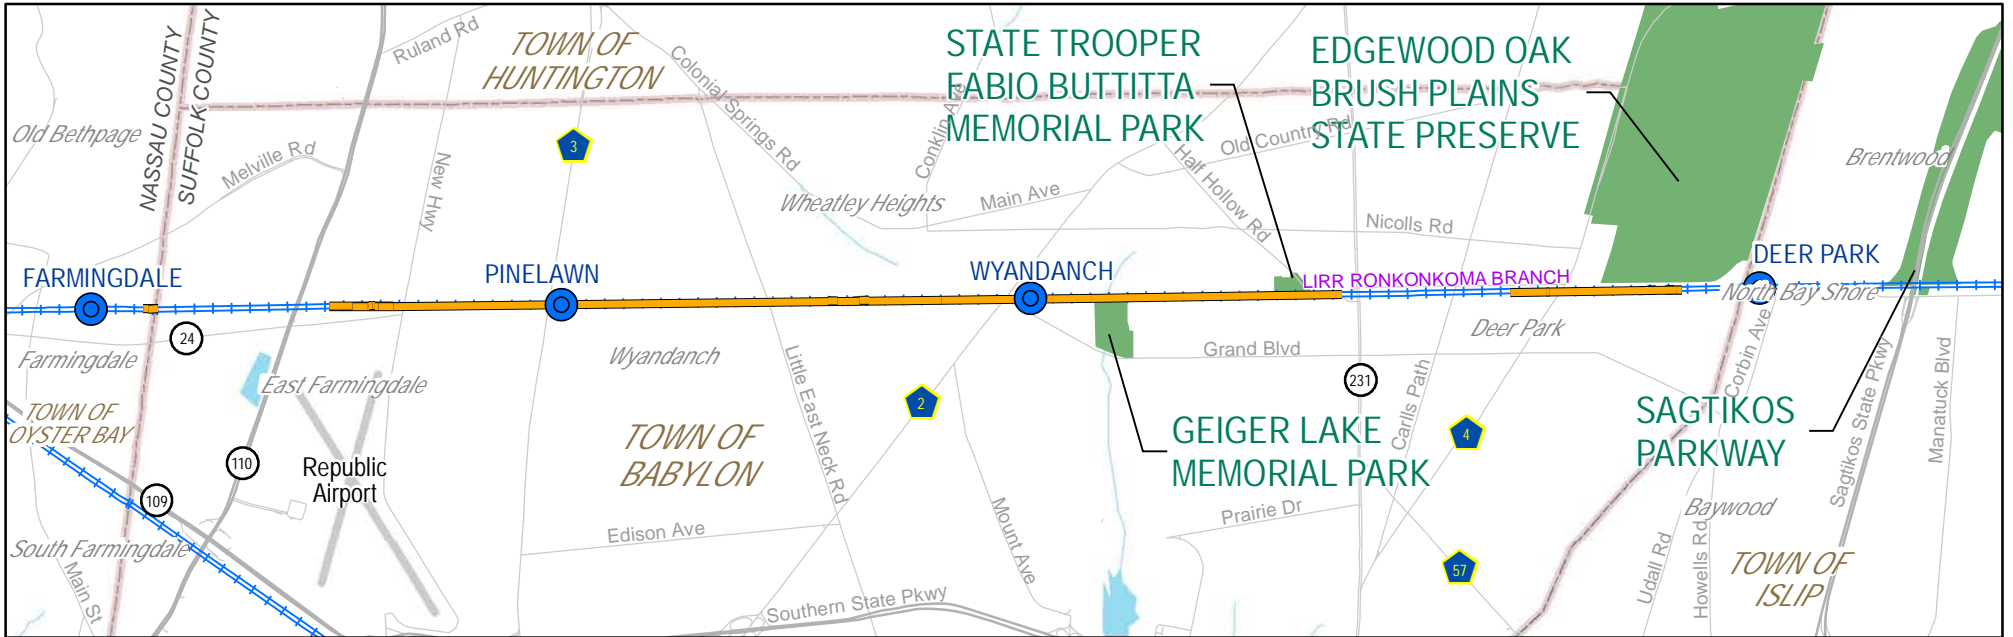 NASSAU COUNTY
SUFFOLK COUNTY
Ruland Rd
TOWN OF
HUNTINGTON
Colonial Springs Rd
STATE TROOPER
FABIO BUTTITTA
MEMORIAL PARK
EDGEWOOD OAK
BRUSH PLAINS
STATE PRESERVE
Old Bethpage
Melville Rd
New Hwy
3
Conklin Ave
Old Country Rd
Half Hollow Rd
Brentwood
Wheatley Heights
Main Ave
Nicolls Rd
FARMINGDALE
PINELAWN
WYANDANCH
LIRR RONKONKOMA BRANCH
DEER PARK
North Bay Shore
24
Farmingdale
East Farmingdale
Wyandanch
Little East Neck Rd
Grand Blvd
Deer Park
Corbin Ave
231
Carlls Path
2
4
TOWN OF
OYSTER BAY
TOWN OF
BABYLON
GEIGER LAKE
MEMORIAL PARK
SAGTIKOS
PARKWAY
Sagtikos State Pkwy
Manatuck Blvd
110
109
Republic
Airport
Edison Ave
Mount Ave
Prairie Dr
57
Baywood
Udall Rd
Howells Rd
South Farmingdale
Main St
Southern State Pkwy
TOWN OF
ISLIP